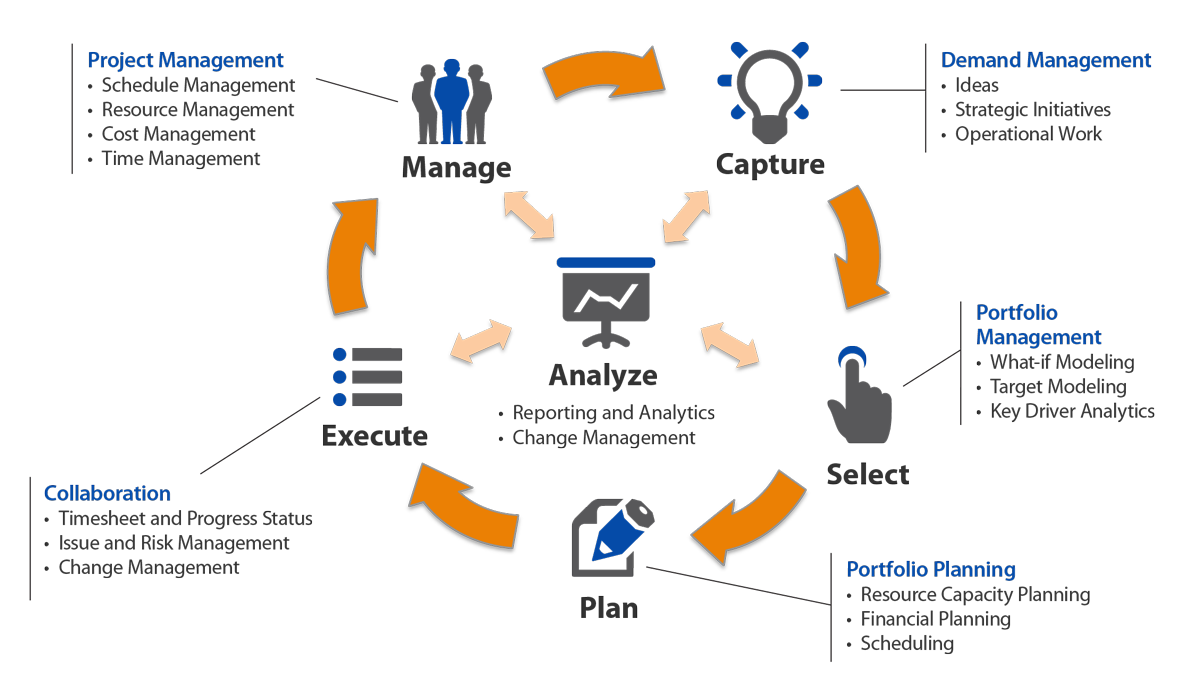 Project Management
• Schedule Management
• Resource Management
• Cost Management
• Time Management
Manage
Capture
Demand Management
• Ideas
• Strategic Initiatives
• Operational Work
Portfolio
Management
• What-if Modeling
• Target Modeling
• Key Driver Analytics
Select
Analyze
• Reporting and Analytics
• Change Management
Execute
Collaboration
• Timesheet and Progress Status
• Issue and Risk Management
• Change Management
Plan
Portfolio Planning
• Resource Capacity Planning
• Financial Planning
• Scheduling